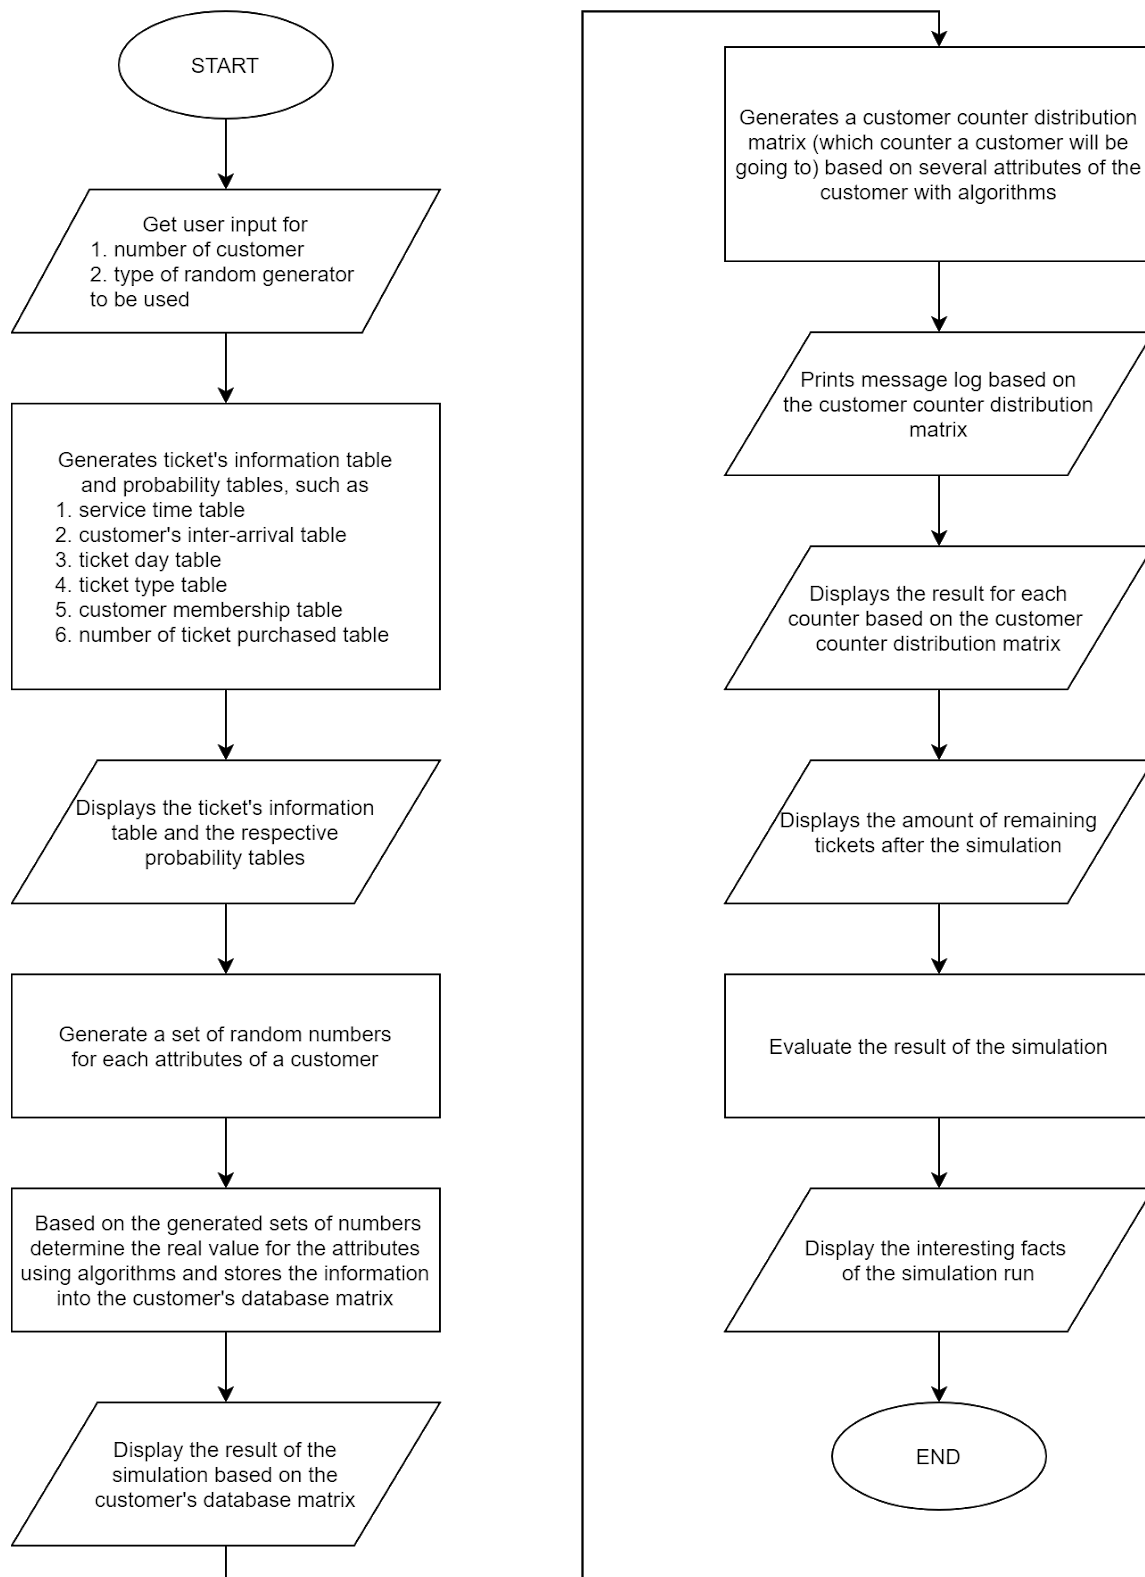 START
Get user input for
1. number of customer
2. type of random generator
to be used
Generates ticket's information table
and probability tables, such as
1. service time table
2. customer's inter-arrival table
3. ticket day table
4. ticket type table
5. customer membership table
6. number of ticket purchased table
Displays the ticket's information
table and the respective
probability tables
Generate a set of random numbers
for each attributes of a customer
Based on the generated sets of numbers
determine the real value for the attributes
using algorithms and stores the information
into the customer's database matrix
Display the result of the
simulation based on the
customer's database matrix
Generates a customer counter distribution
matrix (which counter a customer will be
going to) based on several attributes of the
customer with algorithms
Prints message log based on
the customer counter distribution
matrix
Displays the result for each
counter based on the customer
counter distribution matrix
Displays the amount of remaining
tickets after the simulation
Evaluate the result of the simulation
Display the interesting facts
of the simulation run
END